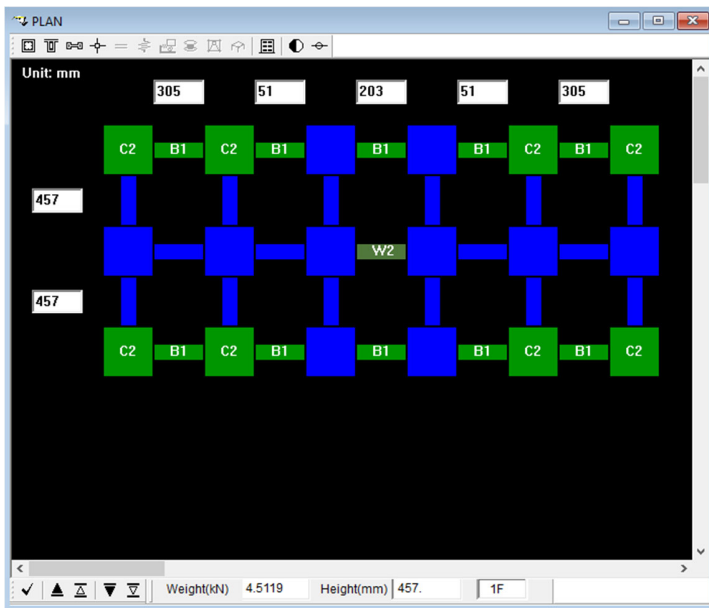 PLAN
Unit: mm
305 51 203 51 305
C2 B1 C2 B1 B1 B1 C2 B1 C2
457
W2
457
C2 B1 C2 B1 B1 B1 C2 B1 C2
Weight(kN) 4.5119 Height(mm) 457. 1F